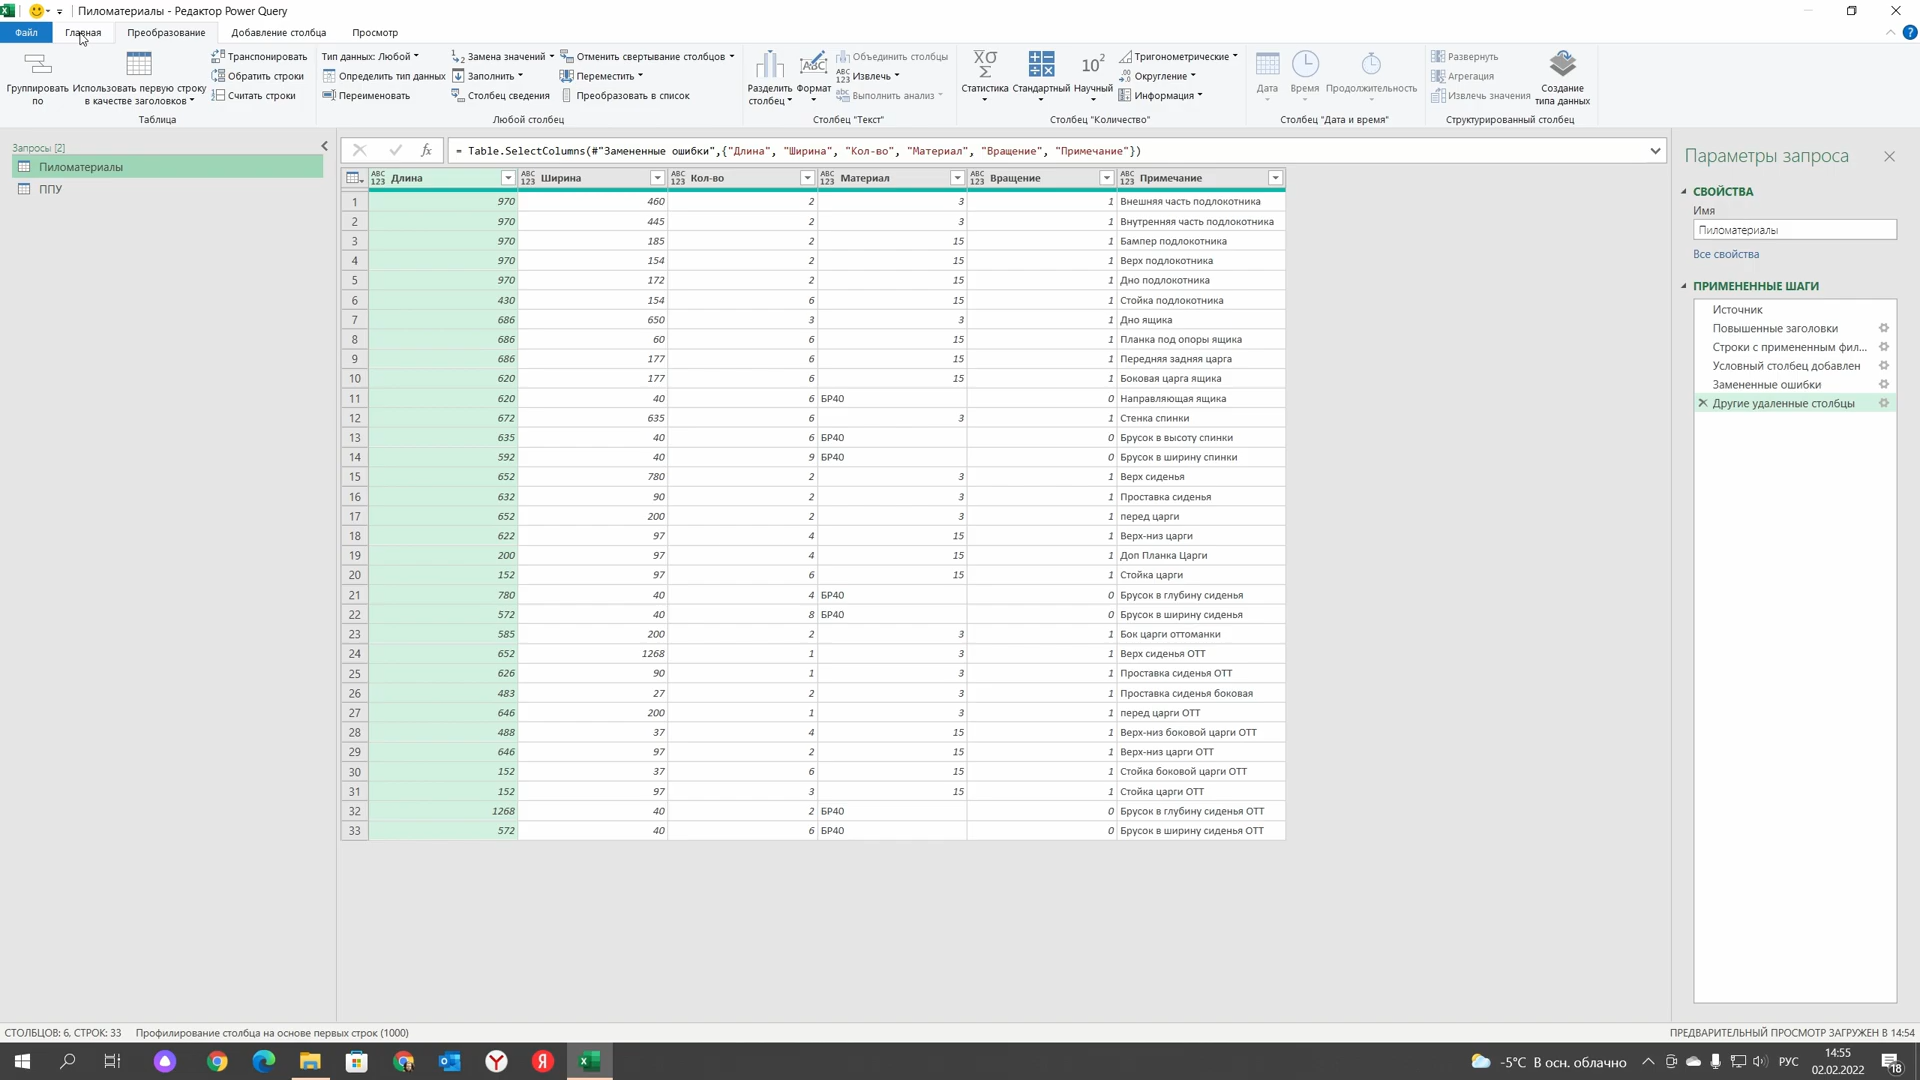 Пиломатериалы - Редактор Power Query
Файл Главная Преобразование Добавление столбца Просмотр
Группировать по
Использовать первую строку в качестве заголовков
Транспонировать
Обратить строки
Считать строки
Таблица
Тип данных: Любой
Определить тип данных
Переименовать
Замена значений
Заполнить
Столбец сведения
Отменить свертывание столбцов
Переместить
Преобразовать в список
Любой столбец
Разделить столбец
Формат
Объединить столбцы
Извлечь
Выполнить анализ
Столбец "Текст"
Статистика
Стандартный
Научный
Тригонометрические
Округление
Информация
Столбец "Количество"
Дата
Время
Продолжительность
Столбец "Дата и время"
Развернуть
Агрегация
Извлечь значения
Создание типа данных
Структурированный столбец
Запросы [2]
Пиломатериалы
ППУ
= Table.SelectColumns(#"Замененные ошибки",{"Длина", "Ширина", "Кол-во", "Материал", "Вращение", "Примечание"})
Длина Ширина Кол-во Материал Вращение Примечание
1 970 460 2 3 1 Внешняя часть подлокотника
2 970 445 2 3 1 Внутренняя часть подлокотника
3 970 185 2 15 1 Бампер подлокотника
4 970 154 2 15 1 Верх подлокотника
5 970 172 2 15 1 Дно подлокотника
6 430 154 6 15 1 Стойка подлокотника
7 686 650 3 3 1 Дно ящика
8 686 60 6 15 1 Планка под опоры ящика
9 686 177 6 15 1 Передняя задняя царга
10 620 177 6 15 1 Боковая царга ящика
11 620 40 6 БР40 0 Направляющая ящика
12 672 635 6 3 1 Стенка спинки
13 635 40 6 БР40 0 Брусок в высоту спинки
14 592 40 9 БР40 0 Брусок в ширину спинки
15 652 780 2 3 1 Верх сиденья
16 632 90 2 3 1 Проставка сиденья
17 652 200 2 3 1 перед царги
18 622 97 4 15 1 Верх-низ царги
19 200 97 4 15 1 Доп Планка Царги
20 152 97 6 15 1 Стойка царги
21 780 40 4 БР40 0 Брусок в глубину сиденья
22 572 40 8 БР40 0 Брусок в ширину сиденья
23 585 200 2 3 1 Бок царги оттоманки
24 652 1268 1 3 1 Верх сиденья ОТТ
25 626 90 1 3 1 Проставка сиденья ОТТ
26 483 27 2 3 1 Проставка сиденья боковая
27 646 200 1 3 1 перед царги ОТТ
28 488 37 4 15 1 Верх-низ боковой царги ОТТ
29 646 97 2 15 1 Верх-низ царги ОТТ
30 152 37 6 15 1 Стойка боковой царги ОТТ
31 152 97 3 15 1 Стойка царги ОТТ
32 1268 40 2 БР40 0 Брусок в глубину сиденья ОТТ
33 572 40 6 БР40 0 Брусок в ширину сиденья ОТТ
Параметры запроса
СВОЙСТВА
Имя
Пиломатериалы
Все свойства
ПРИМЕНЕННЫЕ ШАГИ
Источник
Повышенные заголовки
Строки с примененным фил...
Условный столбец добавлен
Замененные ошибки
Другие удаленные столбцы
СТОЛБЦОВ: 6, СТРОК: 33 Профилирование столбца на основе первых строк (1000)
ПРЕДВАРИТЕЛЬНЫЙ ПРОСМОТР ЗАГРУЖЕН В 14:54
-5°C В осн. облачно
РУС
14:55
02.02.2022
18